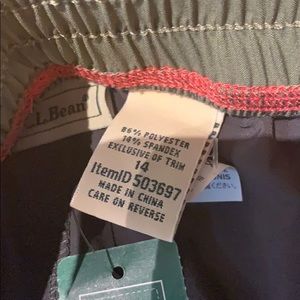 L.L.Bean
86% POLYESTER
14% SPANDEX
EXCLUSIVE OF TRIM
14
ItemID 503697
MADE IN CHINA
CARE ON REVERSE